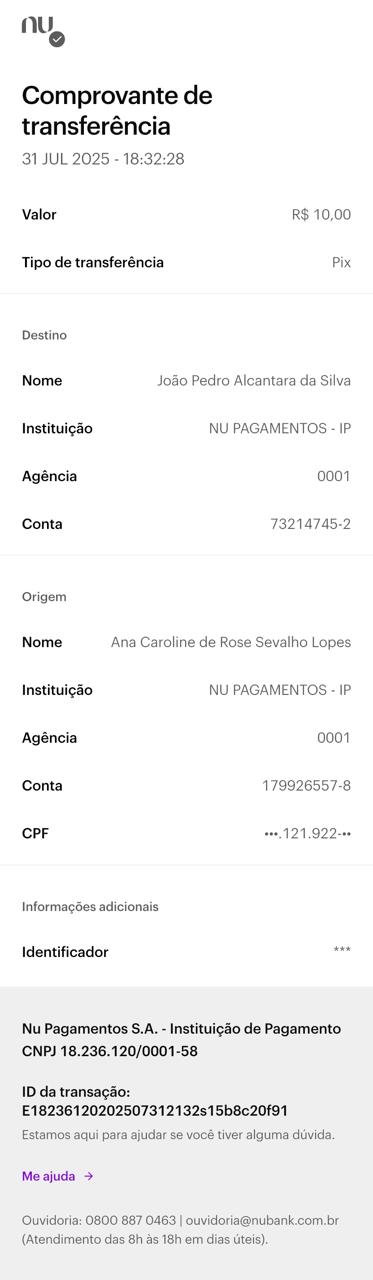 nu
Comprovante de
transferência
31 JUL 2025 - 18:32:28
Valor R$ 10,00
Tipo de transferência Pix
Destino
Nome João Pedro Alcantara da Silva
Instituição NU PAGAMENTOS - IP
Agência 0001
Conta 73214745-2
Origem
Nome Ana Caroline de Rose Sevalho Lopes
Instituição NU PAGAMENTOS - IP
Agência 0001
Conta 179926557-8
CPF •••.121.922-••
Informações adicionais
Identificador ***
Nu Pagamentos S.A. - Instituição de Pagamento
CNPJ 18.236.120/0001-58
ID da transação:
E18236120202507312132s15b8c20f91
Estamos aqui para ajudar se você tiver alguma dúvida.
Me ajuda →
Ouvidoria: 0800 887 0463 | ouvidoria@nubank.com.br
(Atendimento das 8h às 18h em dias úteis).